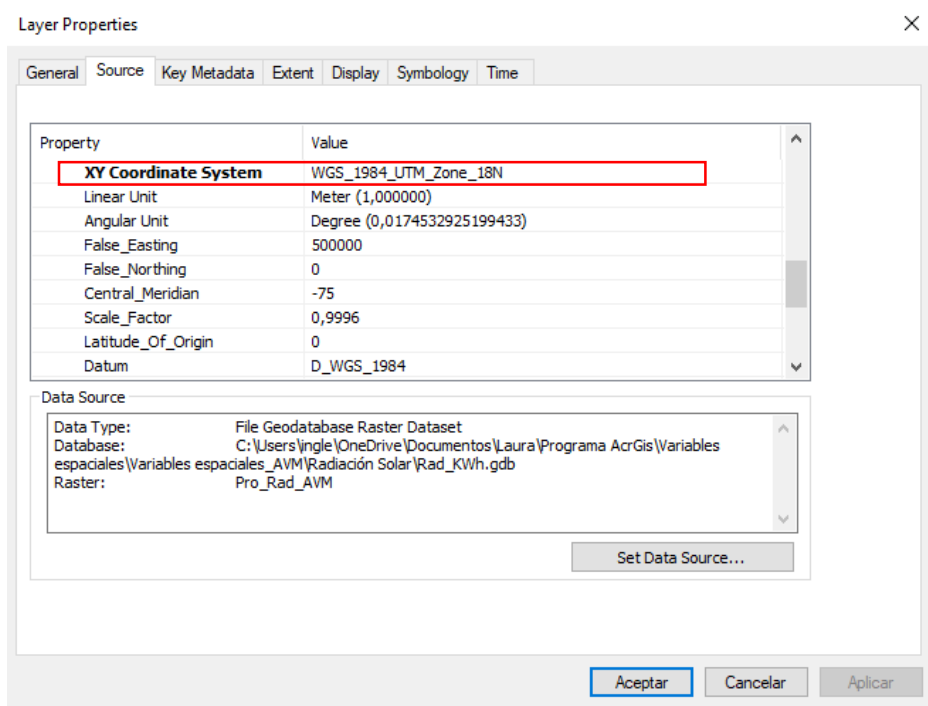 Layer Properties
General Source Key Metadata Extent Display Symbology Time
Property Value
XY Coordinate System WGS_1984_UTM_Zone_18N
Linear Unit Meter (1,000000)
Angular Unit Degree (0,0174532925199433)
False_Easting 500000
False_Northing 0
Central_Meridian -75
Scale_Factor 0,9996
Latitude_Of_Origin 0
Datum D_WGS_1984
Data Source
Data Type: File Geodatabase Raster Dataset
Database: C:\Users\ingle\OneDrive\Documentos\Laura\Programa AcrGis\Variables
espaciales\Variables espaciales_AVM\Radiación Solar\Rad_KWh.gdb
Raster: Pro_Rad_AVM
Set Data Source...
Aceptar Cancelar Aplicar